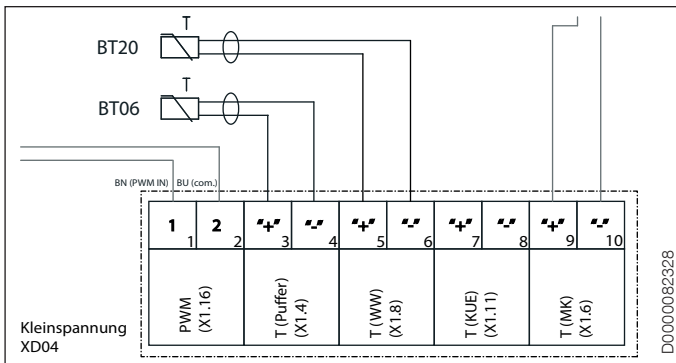 T
BT20
T
BT06
BN (PWM IN) BU (com.)
1 2 "+" "-" "+" "-" "+" "-" "+" "-"
1 2 3 4 5 6 7 8 9 10
PWM
(X1.16)
T (Puffer)
(X1.4)
T (WW)
(X1.8)
T (KUE)
(X1.11)
T (MK)
(X1.6)
Kleinspannung
XD04
D0000082328